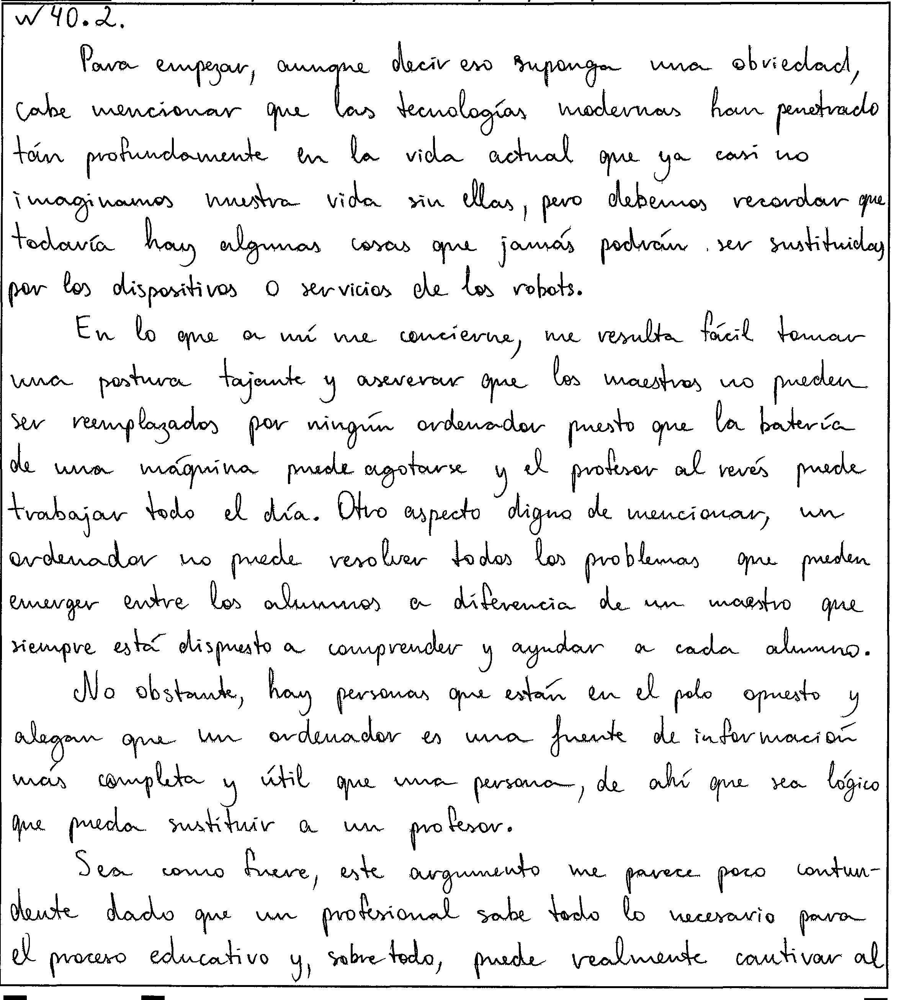 N 40.2.
Para empezar, aunque decir eso suponga una obviedad,
cabe mencionar que las tecnologías modernas han penetrado
tán profundamente en la vida actual que ya casi no
imaginamos nuestra vida sin ellas, pero debemos recordar que
todavía hay algunas cosas que jamás podrán ser sustituidas
por los dispositivos o servicios de los robots.
En lo que a mí me concierne, me resulta fácil tomar
una postura tajante y aseverar que los maestros no pueden
ser reemplazados por ningún ordenador puesto que la batería
de una máquina puede agotarse y el profesor al revés puede
trabajar todo el día. Otro aspecto digno de mencionar, un
ordenador no puede resolver todos los problemas que pueden
emerger entre los alumnos a diferencia de un maestro que
siempre está dispuesto a comprender y ayudar a cada alumno.
No obstante, hay personas que están en el polo opuesto y
alegan que un ordenador es una fuente de información
más completa y útil que una persona, de ahí que sea lógico
que pueda sustituir a un profesor.
Sea como fuere, este argumento me parece poco contun-
dente dado que un profesional sabe todo lo necesario para
el proceso educativo y, sobre todo, puede realmente cautivar al